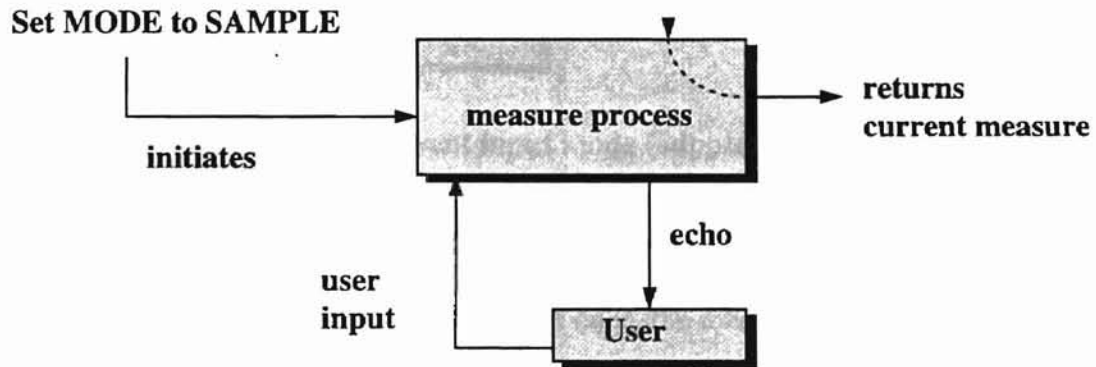 Set MODE to SAMPLE
measure process
returns
current measure
initiates
echo
user
input
User